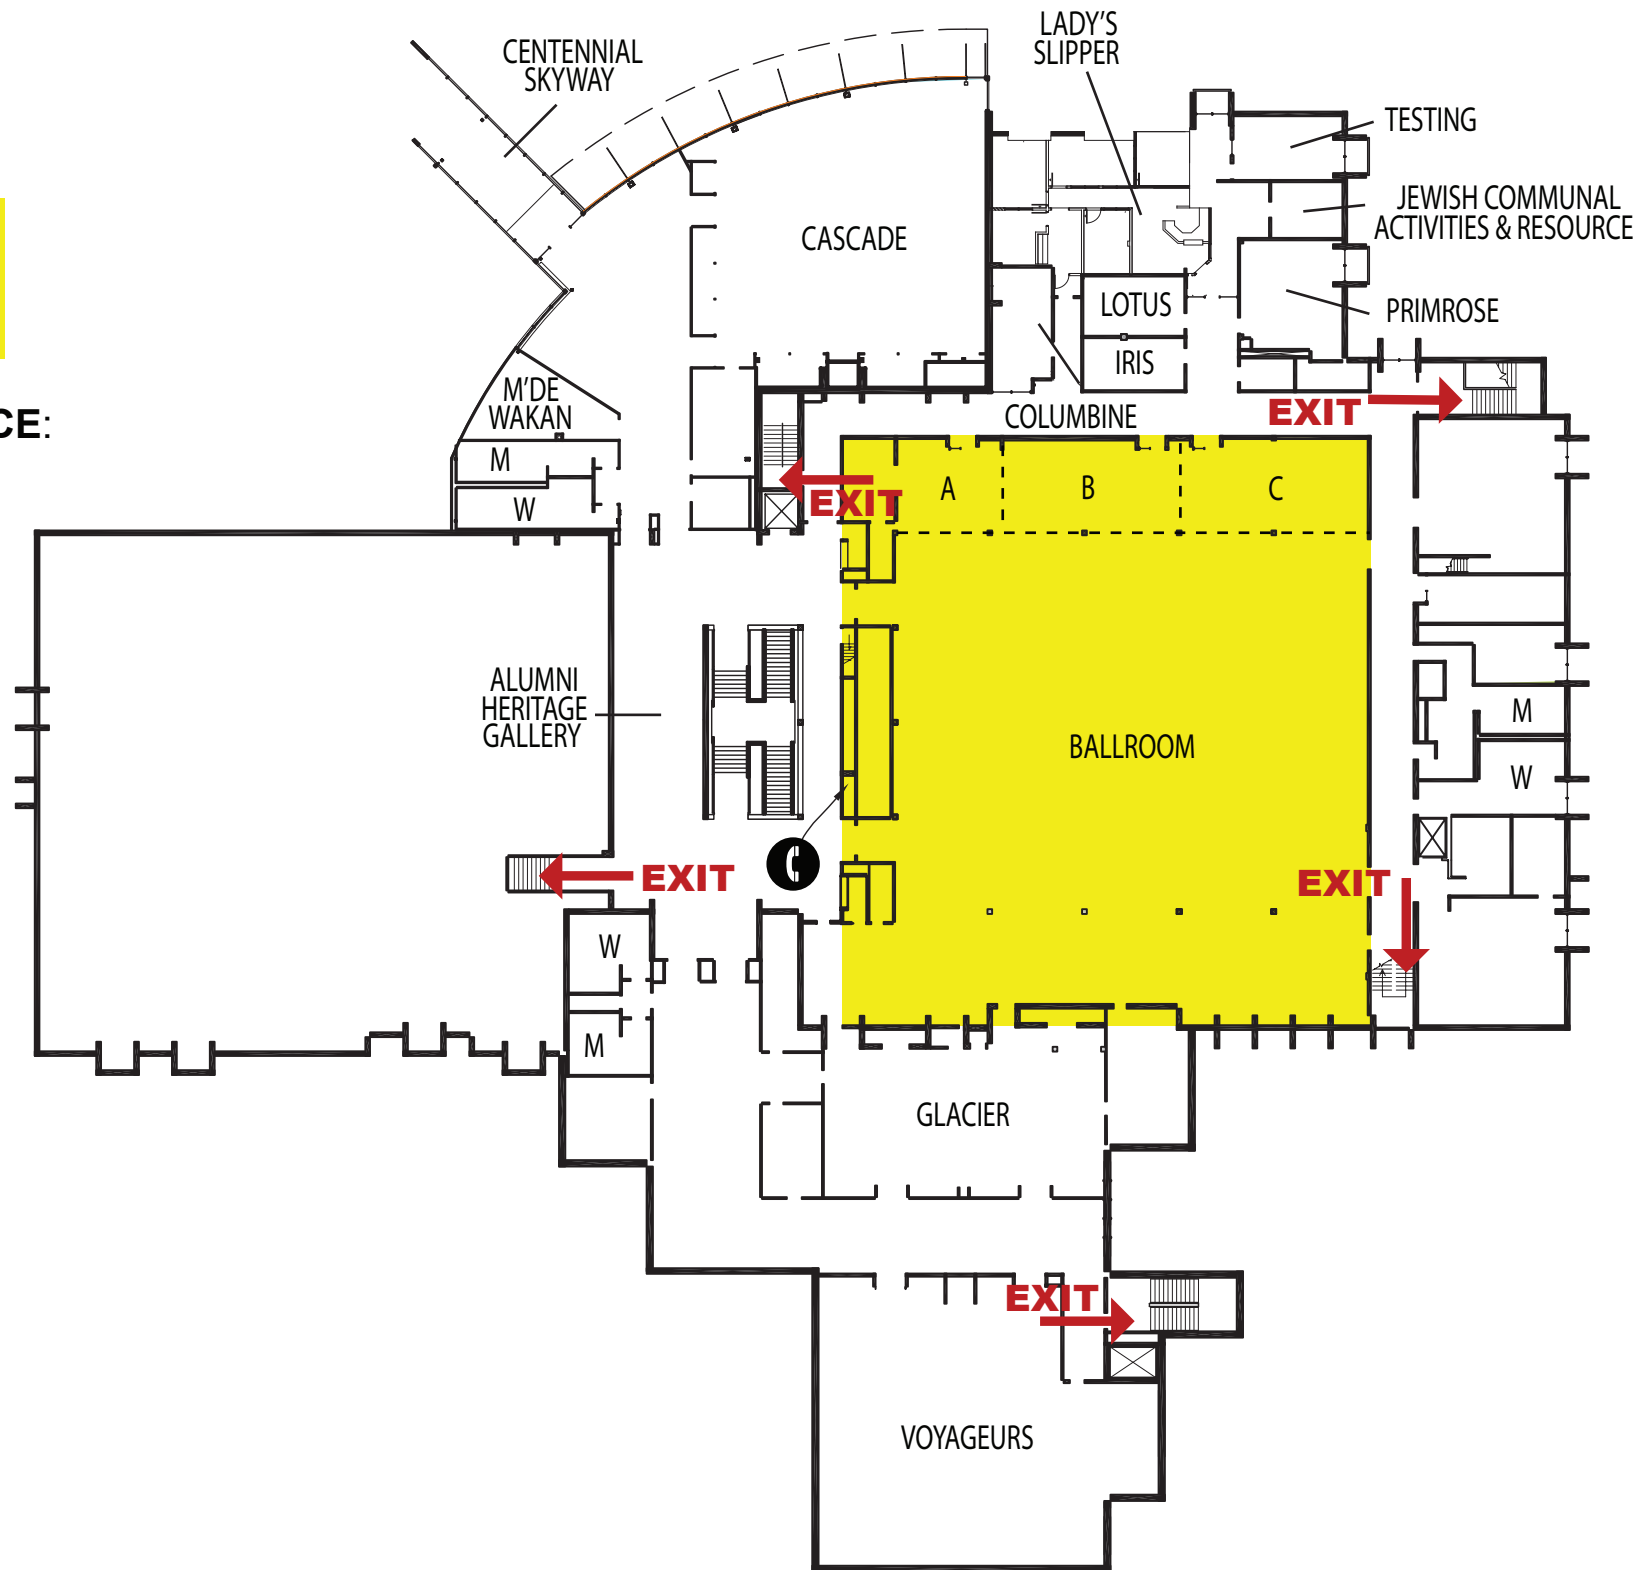 LADY'S
SLIPPER
CENTENNIAL
SKYWAY
TESTING
JEWISH COMMUNAL
ACTIVITIES & RESOURCE
CASCADE
LOTUS
PRIMROSE
IRIS
M'DE
WAKAN
CE:
COLUMBINE
EXIT
M
W
EXIT
A
B
C
ALUMNI
HERITAGE
GALLERY
BALLROOM
M
W
EXIT
EXIT
W
M
GLACIER
EXIT
VOYAGEURS